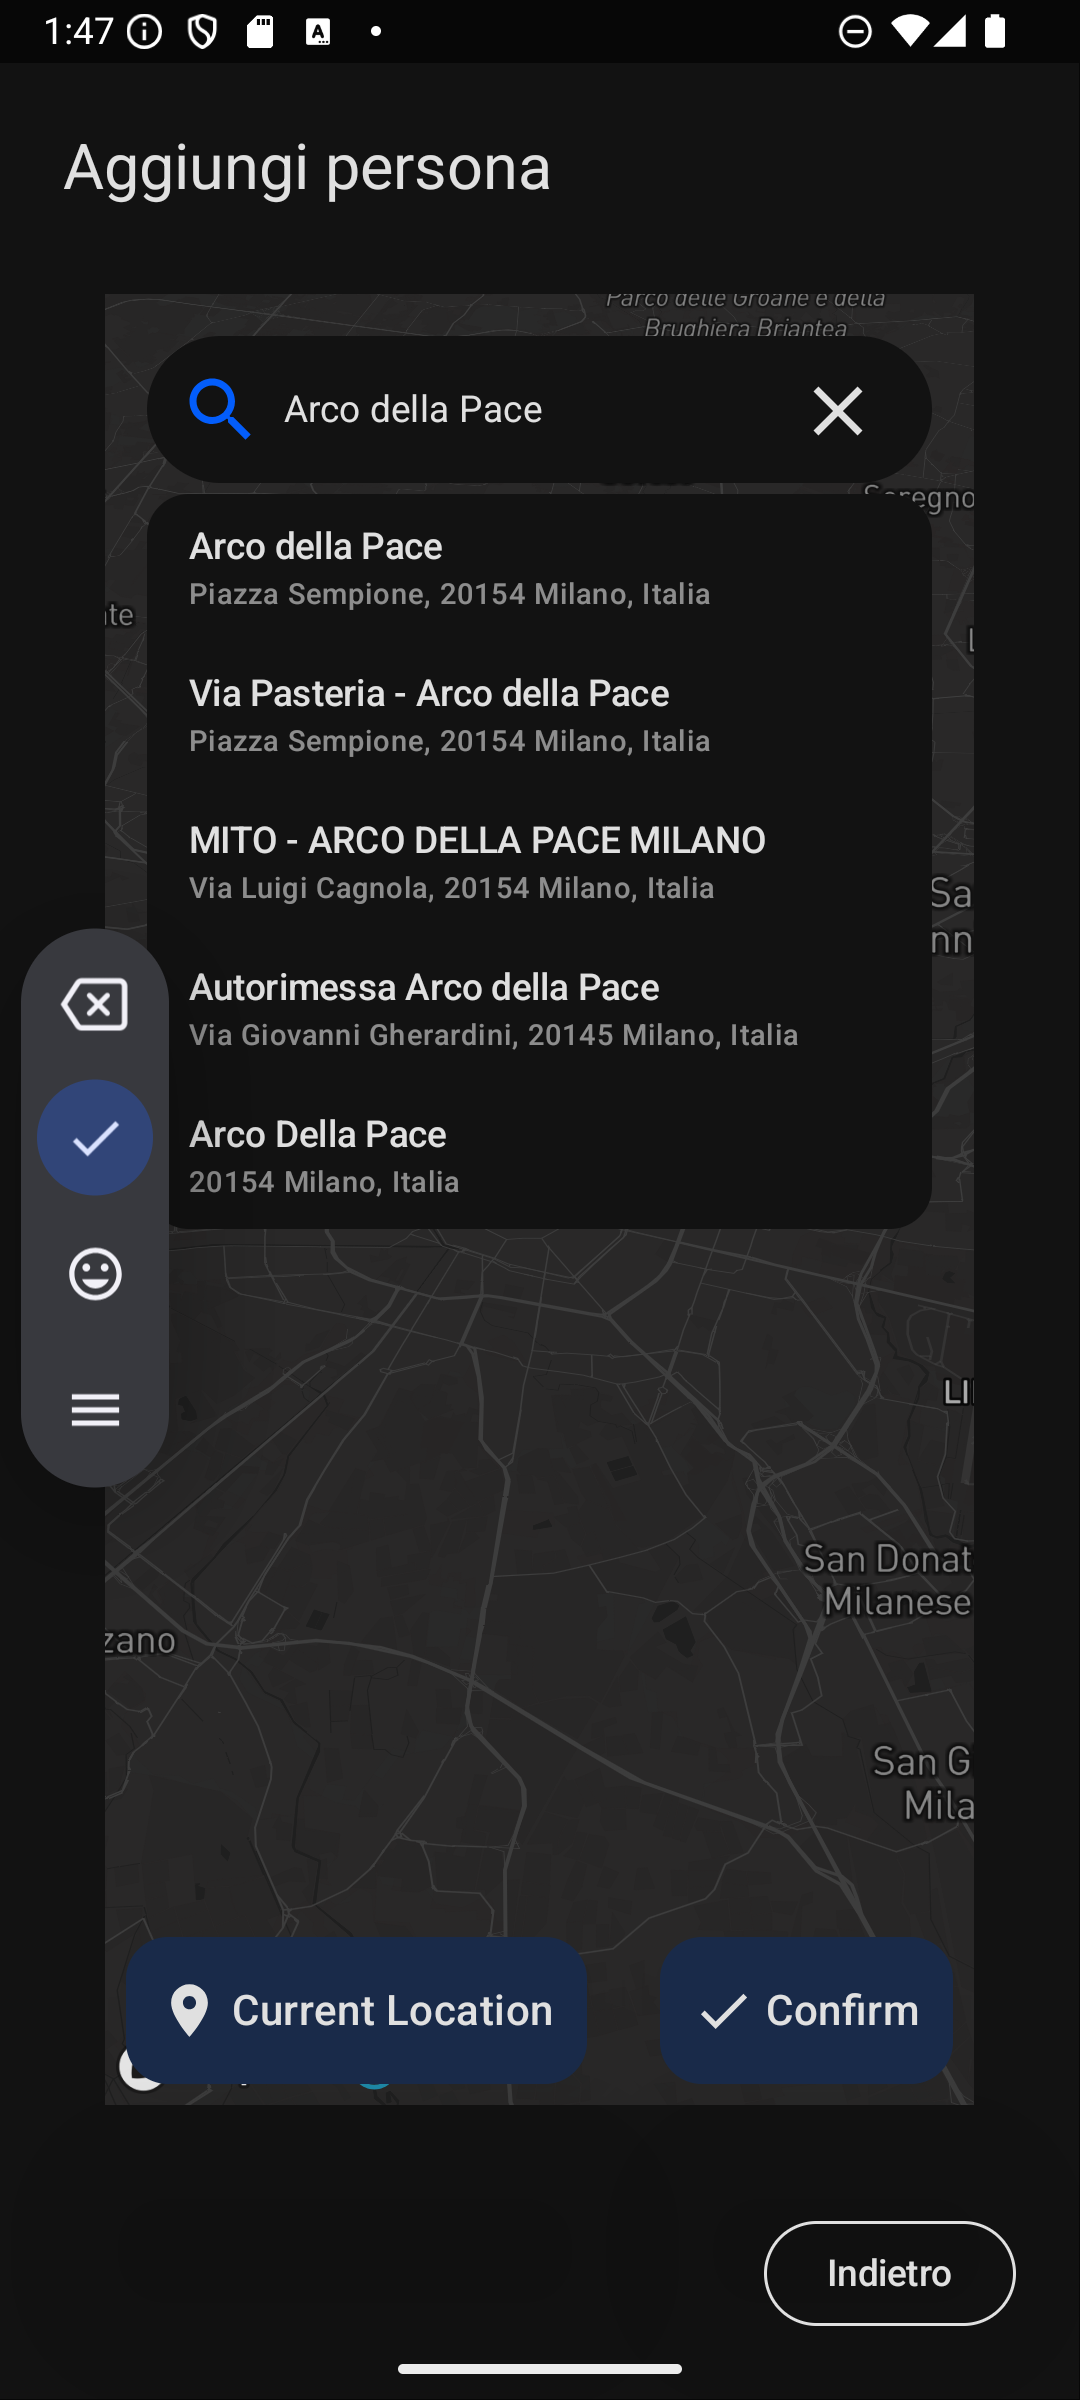 1:47
Aggiungi persona
Parco delle Groane e della
Brughiera Briantea
Arco della Pace
Seregno
Arco della Pace
Piazza Sempione, 20154 Milano, Italia
Via Pasteria - Arco della Pace
Piazza Sempione, 20154 Milano, Italia
MITO - ARCO DELLA PACE MILANO
Via Luigi Cagnola, 20154 Milano, Italia
Sa
nn
Autorimessa Arco della Pace
Via Giovanni Gherardini, 20145 Milano, Italia
Arco Della Pace
20154 Milano, Italia
LI
San Donat
Milanese
zano
San G
Mila
Current Location
Confirm
Indietro